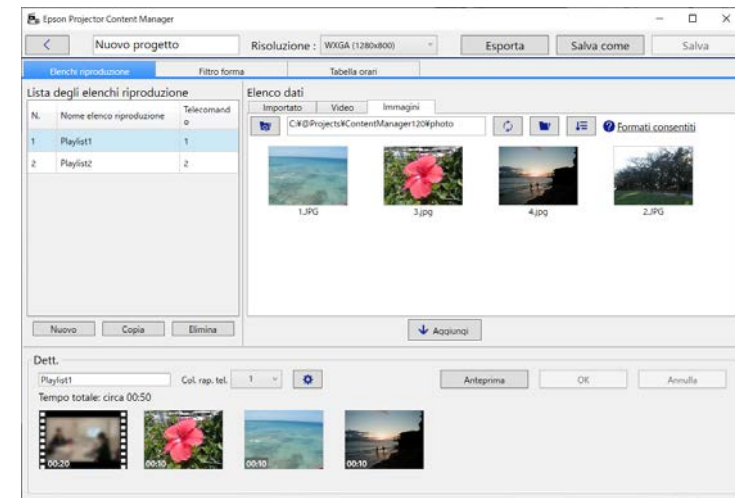 Epson Projector Content Manager
Nuovo progetto
Risoluzione : WXGA (1280x800)
Esporta
Salva come
Salva
Elenchi riproduzione
Filtro forma
Tabella orari
Lista degli elenchi riproduzione
N. Nome elenco riproduzione Telecomand
o
1 Playlist1 1
2 Playlist2 2
Nuovo
Copia
Elimina
Elenco dati
Importato Video Immagini
C:¥@Projects¥ContentManager120¥photo
Formati consentiti
1.JPG 3.jpg 4.jpg 2.JPG
Aggiungi
Dett.
Playlist1 Col. rap. tel. 1
Anteprima
OK
Annulla
Tempo totale: circa 00:50
00:20 00:10 00:10 00:10